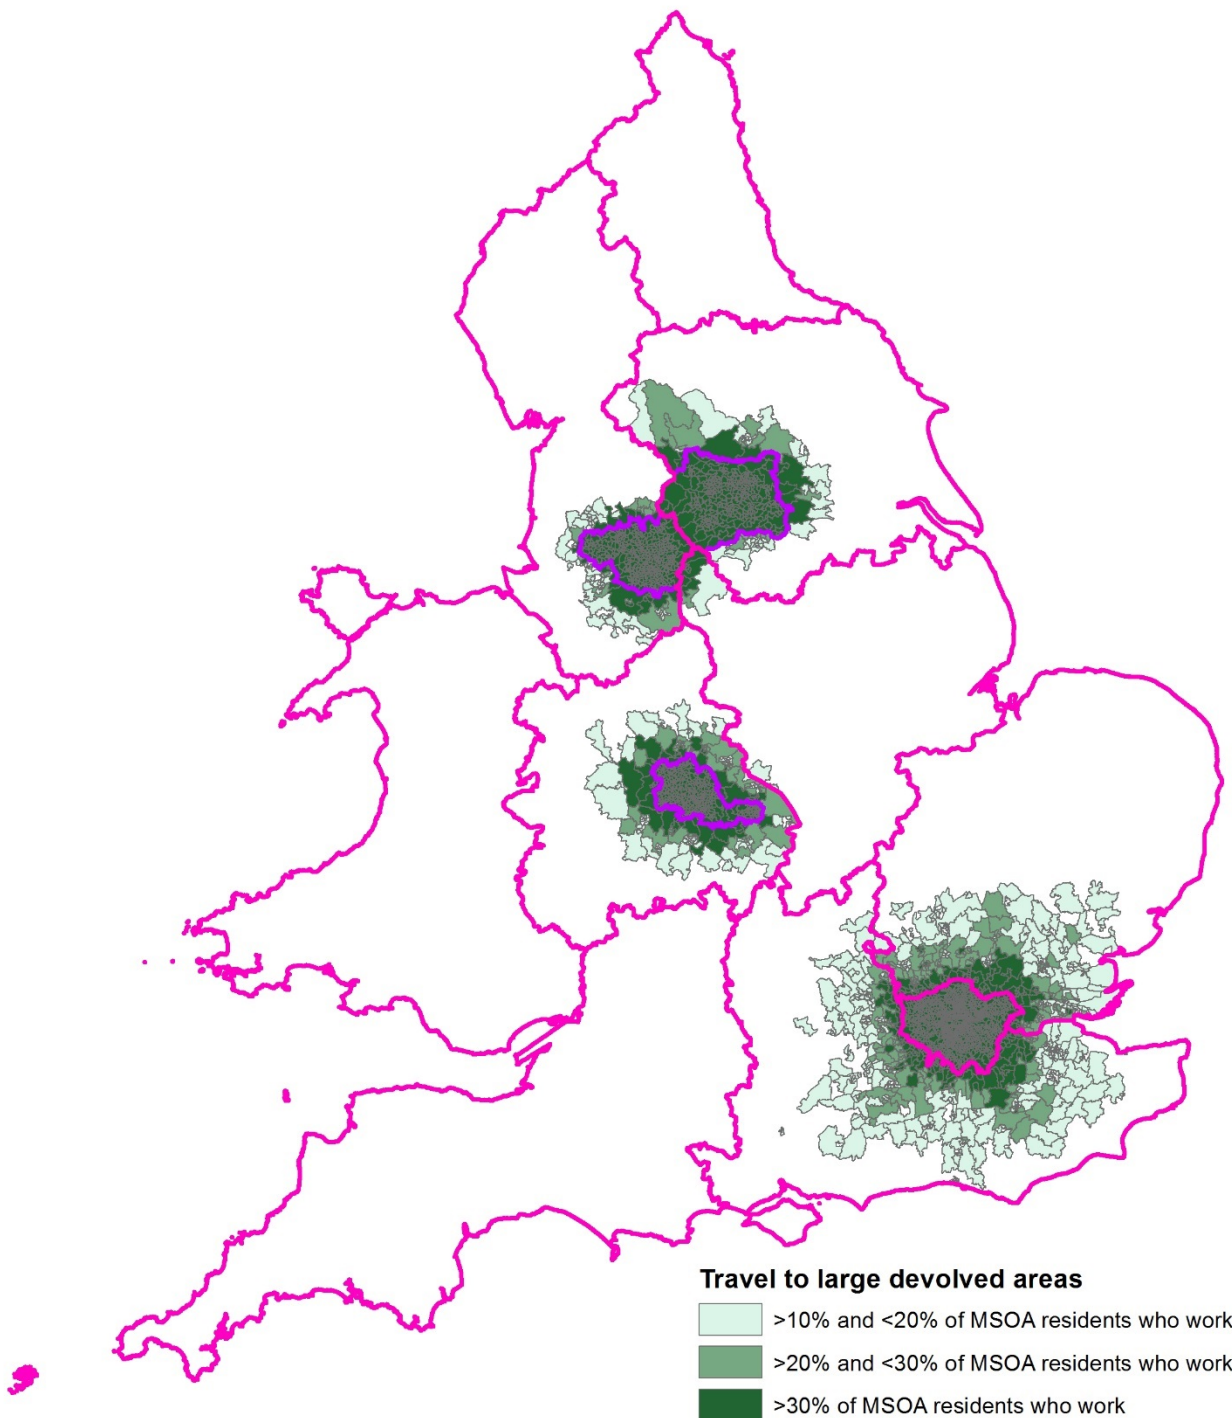 Travel to large devolved areas
>10% and <20% of MSOA residents who work
>20% and <30% of MSOA residents who work
>30% of MSOA residents who work